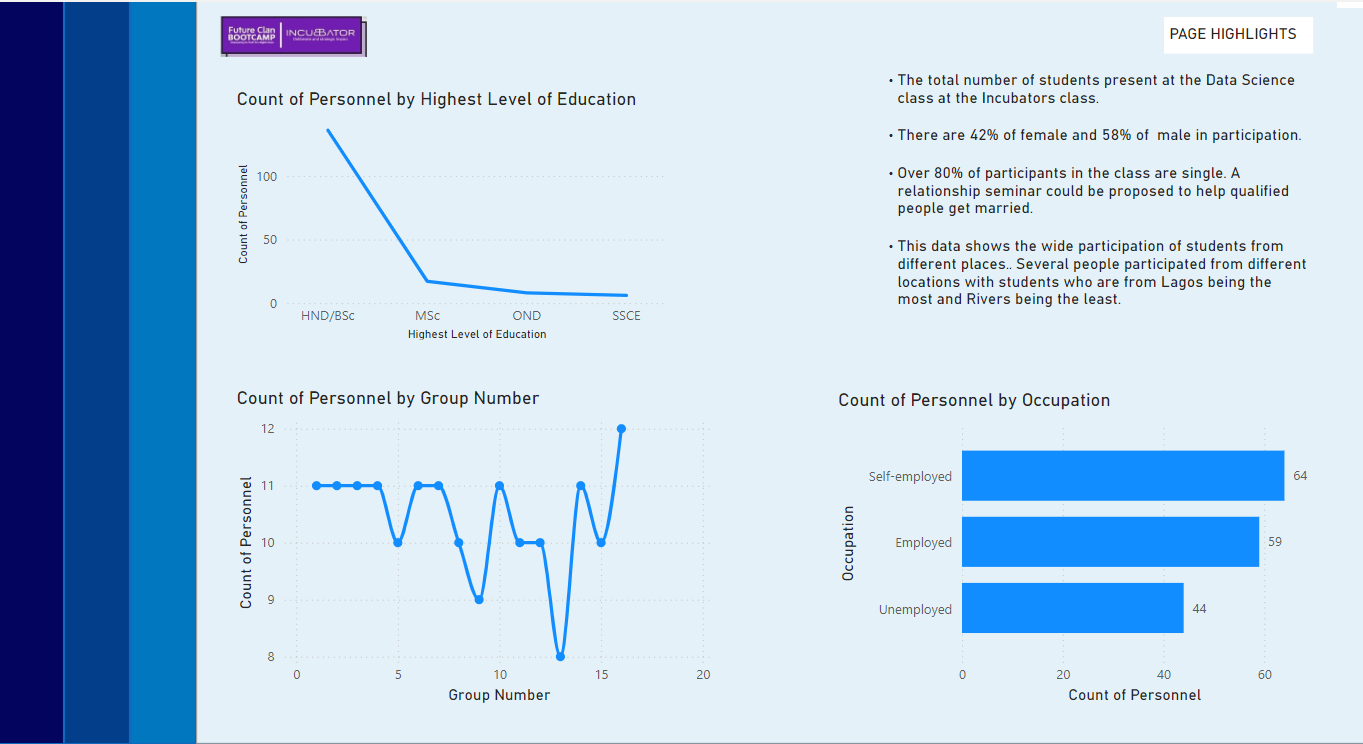 Future Clan
BOOTCAMP
INCUBATOR
PAGE HIGHLIGHTS
• The total number of students present at the Data Science
class at the Incubators class.
• There are 42% of female and 58% of male in participation.
• Over 80% of participants in the class are single. A
relationship seminar could be proposed to help qualified
people get married.
• This data shows the wide participation of students from
different places.. Several people participated from different
locations with students who are from Lagos being the
most and Rivers being the least.
Count of Personnel by Highest Level of Education
Count of Personnel
100
50
0
HND/BSc MSc OND SSCE
Highest Level of Education
Count of Personnel by Group Number
Count of Personnel
12
11
10
9
8
0 5 10 15 20
Group Number
Count of Personnel by Occupation
Occupation
Self-employed 64
Employed 59
Unemployed 44
0 20 40 60
Count of Personnel